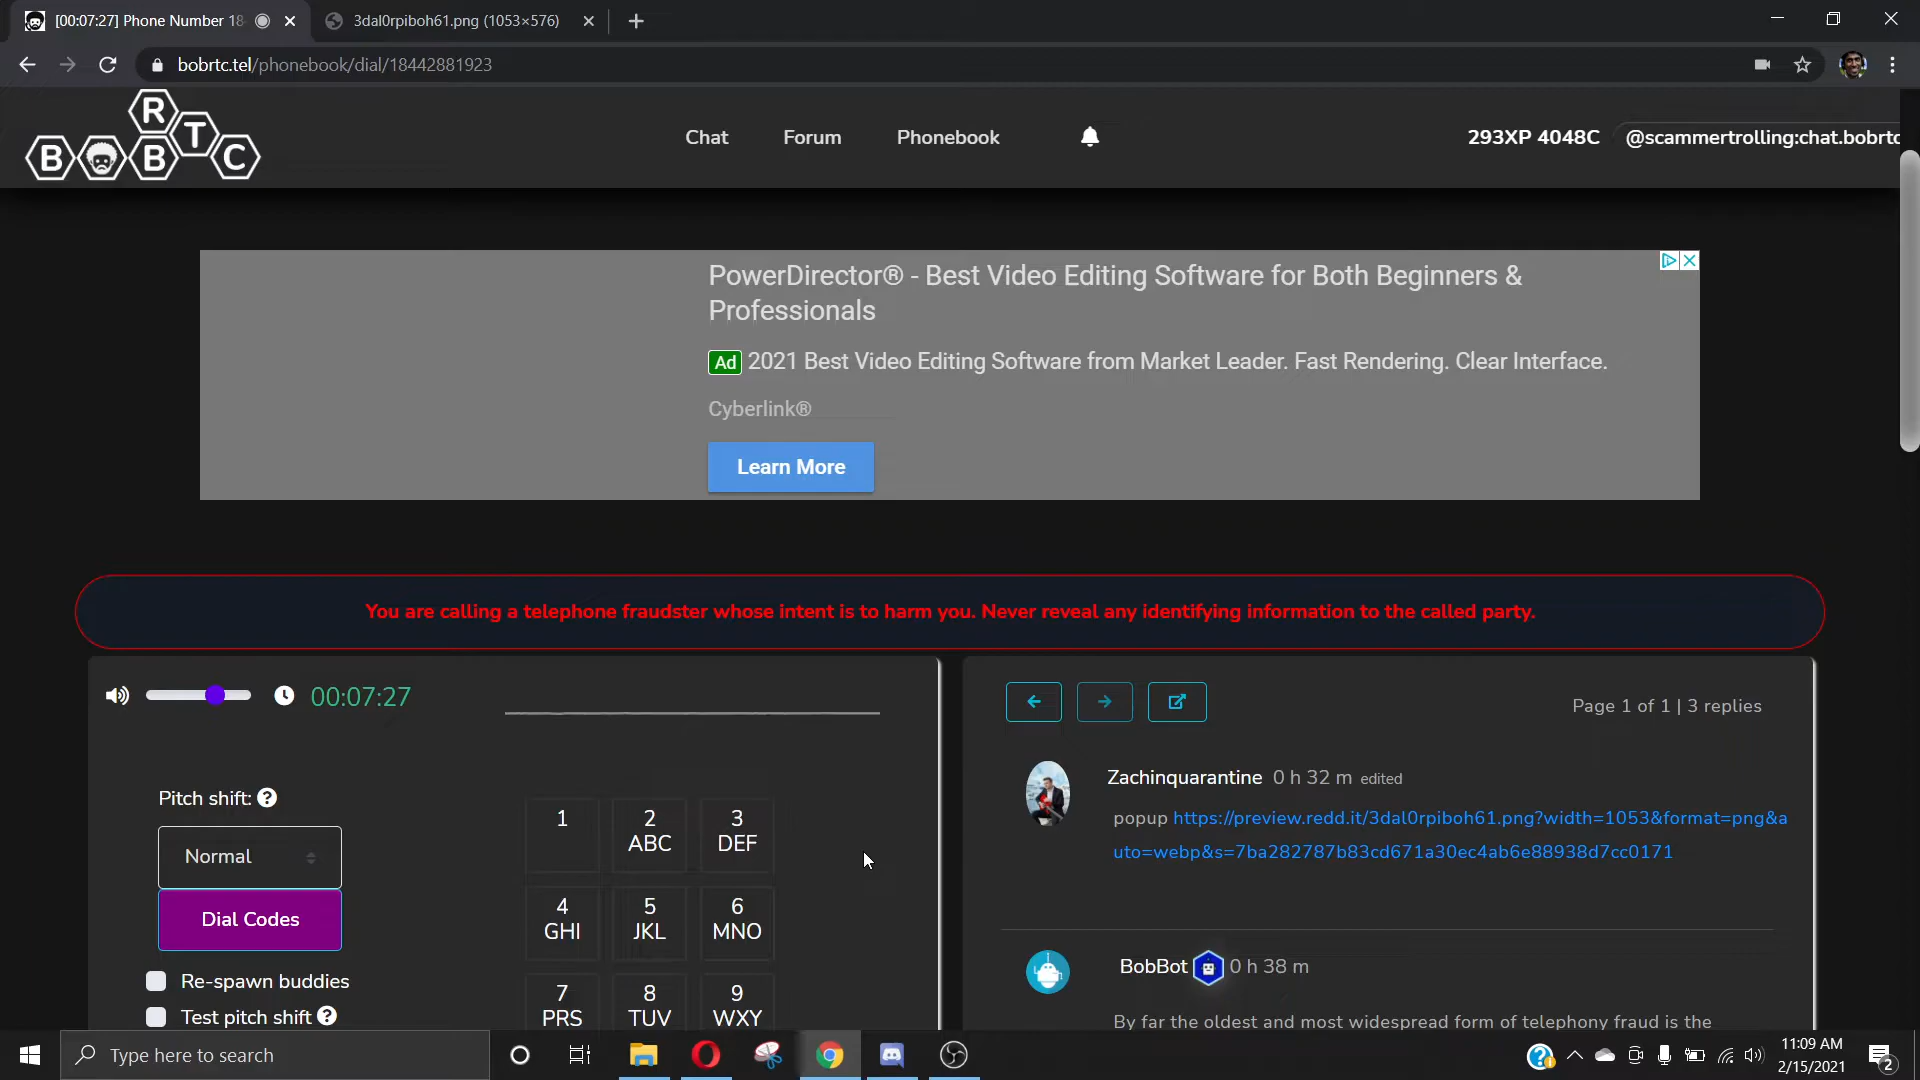 [00:07:27] Phone Number 18
3dal0rpiboh61.png (1053×576)
bobrtc.tel/phonebook/dial/18442881923
BOBRTC
Chat
Forum
Phonebook
293XP 4048C
@scammertrolling:chat.bobrtc
PowerDirector® - Best Video Editing Software for Both Beginners &
Professionals
Ad 2021 Best Video Editing Software from Market Leader. Fast Rendering. Clear Interface.
Cyberlink®
Learn More
You are calling a telephone fraudster whose intent is to harm you. Never reveal any identifying information to the called party.
00:07:27
Page 1 of 1 | 3 replies
Pitch shift: ?
Normal
Dial Codes
Re-spawn buddies
Test pitch shift ?
1
2
3
ABC
DEF
4
5
6
GHI
JKL
MNO
7
8
9
PRS
TUV
WXY
Zachinquarantine 0 h 32 m edited
popup https://preview.redd.it/3dal0rpiboh61.png?width=1053&format=png&a
uto=webp&s=7ba282787b83cd671a30ec4ab6e88938d7cc0171
BobBot 0 h 38 m
By far the oldest and most widespread form of telephony fraud is the
Type here to search
11:09 AM
2/15/2021
2